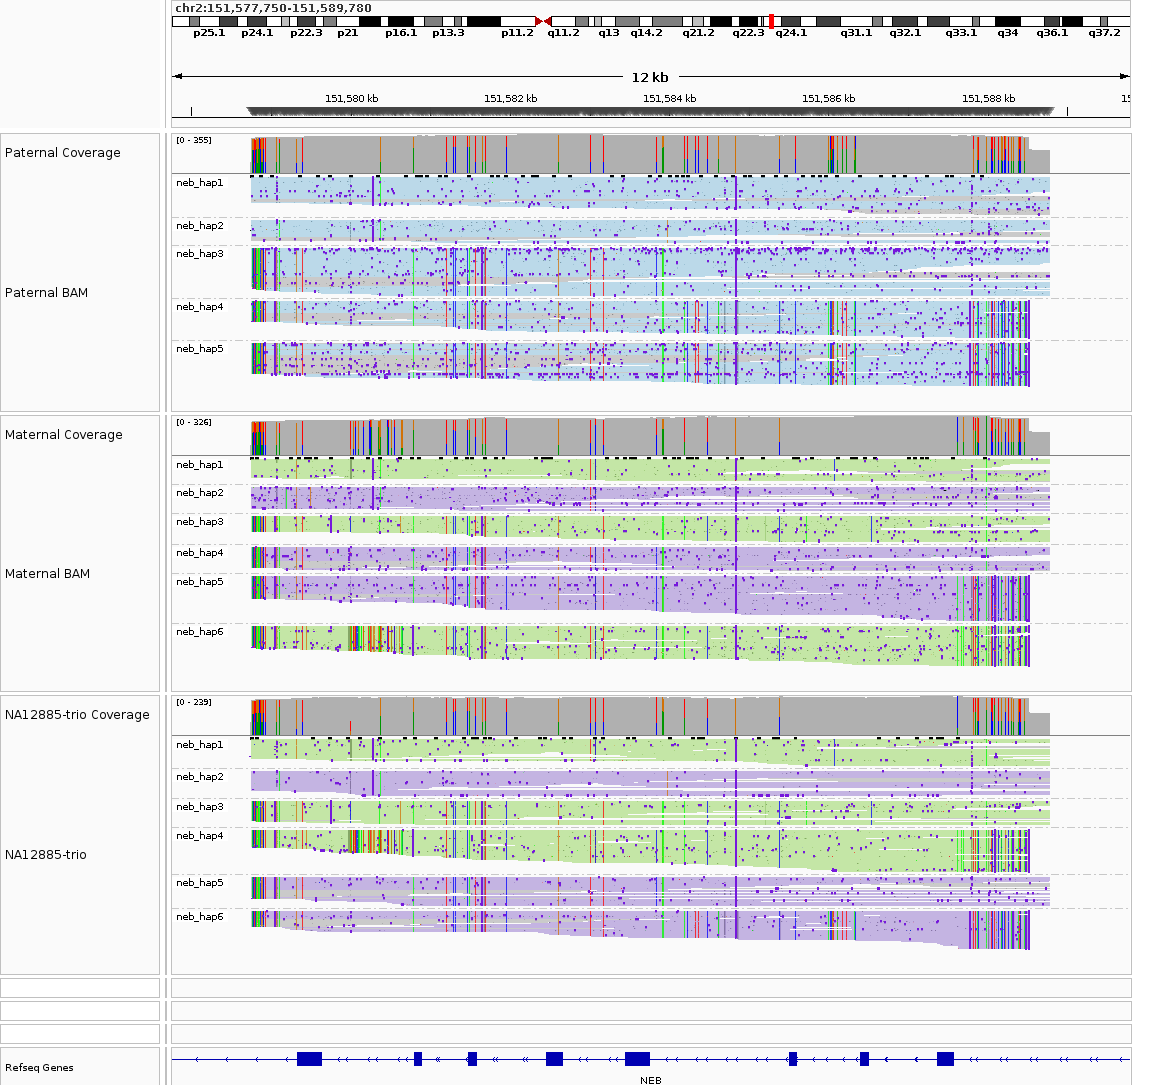 chr2:151,577,750-151,589,780
p25.1 p24.1 p22.3 p21 p16.1 p13.3 p11.2 q11.2 q13 q14.2 q21.2 q22.3 q24.1 q31.1 q32.1 q33.1 q34 q36.1 q37.2
12 kb
151,580 kb 151,582 kb 151,584 kb 151,586 kb 151,588 kb 15
Paternal Coverage
[0 - 355]
Paternal BAM
neb_hap1
neb_hap2
neb_hap3
neb_hap4
neb_hap5
Maternal Coverage
[0 - 326]
Maternal BAM
neb_hap1
neb_hap2
neb_hap3
neb_hap4
neb_hap5
neb_hap6
NA12885-trio Coverage
[0 - 239]
NA12885-trio
neb_hap1
neb_hap2
neb_hap3
neb_hap4
neb_hap5
neb_hap6
Refseq Genes
NEB